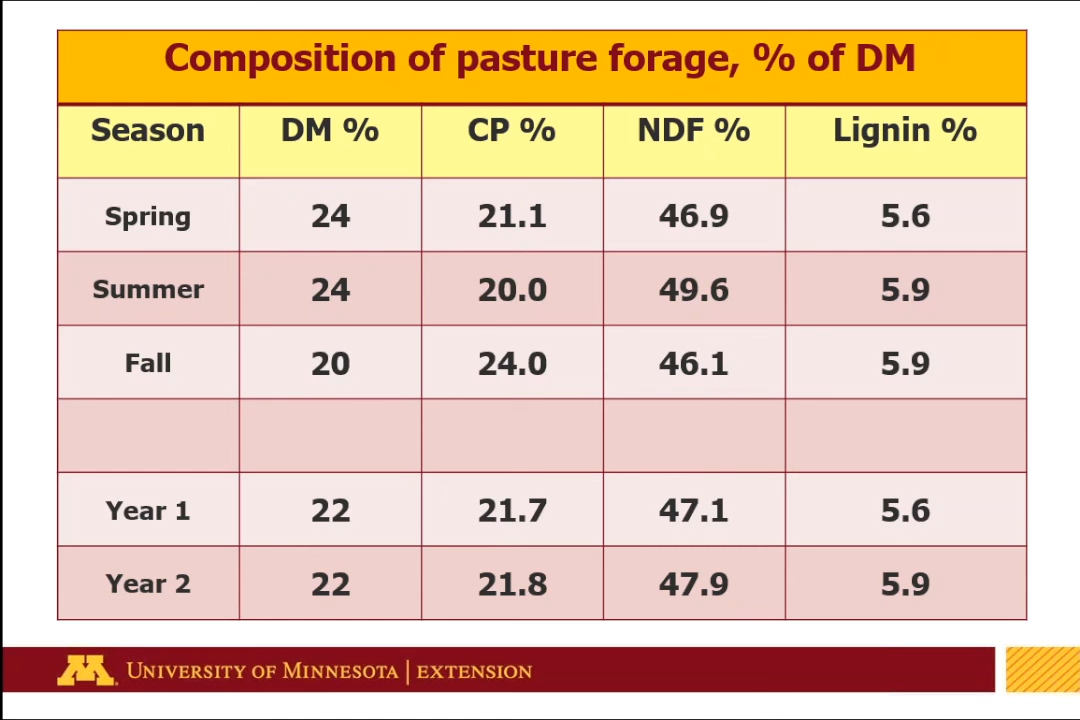 Composition of pasture forage, % of DM
Season DM % CP % NDF % Lignin %
Spring 24 21.1 46.9 5.6
Summer 24 20.0 49.6 5.9
Fall 20 24.0 46.1 5.9
Year 1 22 21.7 47.1 5.6
Year 2 22 21.8 47.9 5.9
M UNIVERSITY OF MINNESOTA | EXTENSION